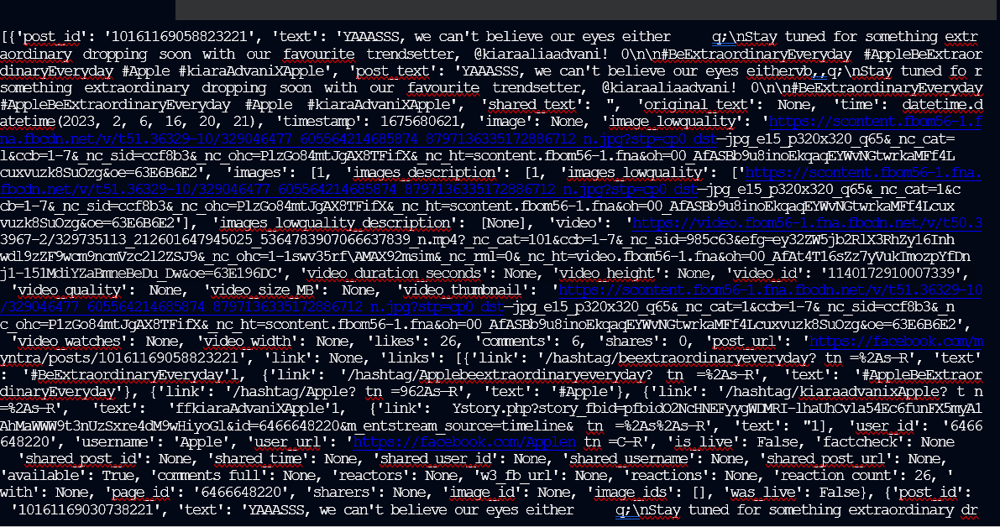 [{'post_id': '10161169058823221', 'text': 'YAAASSS, we can't believe our eyes either q;\nStay tuned for something extr
aordinary dropping soon with our favourite trendsetter, @kiaraaliaadvani! 0\n\n#BeExtraordinaryEveryday #AppleBeExtraor
dinaryEveryday #Apple #kiaraAdvaniXApple', 'post_text': 'YAAASSS, we can't believe our eyes eithervb,,q;\nStay tuned fo r
something extraordinary dropping soon with our favourite trendsetter, @kiaraaliaadvani! 0\n\n#BeExtraordinaryEveryday
#AppleBeExtraordinaryEveryday #Apple #kiaraAdvaniXApple', 'shared_text': '', 'original_text': None, 'time': datetime.d
atetime(2023, 2, 6, 16, 20, 21), 'timestamp': 1675680621, 'image': None, 'image_lowquality': 'https://scontent.fbom56-1.f
na.fbcdn.net/v/t51.36329-10/329046477 605564214685874 8797136335172886712 n.jpg?stp-cp0 dst—jpg_e15_p320x320_q65&_nc_cat=
l&ccb=1-7&_nc_sid=ccf8b3&_nc_ohc=PlzGo84mtJgAX8TFifX&_nc_ht=scontent.fbom56-1.fna&oh=00_AfASBb9u8inoEkqaqEYWvNGtwrkaMFf4L
cuxvuzk8SuOzg&oe=63E6B6E2', 'images': [1, 'images_description': [1, 'images_lowquality': ['https://scontent.fbom56-1.fna.
fbcdn.net/v/t51.36329-10/329046477 605564214685874 8797136335172886712 n.jpg?stp-cp0 dst—jpg_e15_p320x320_q65&_nc_cat=1&c
cb=1-7&_nc_sid=ccf8b3&_nc_ohc=PlzGo84mtJgAX8TFifX&_nc_ht=scontent.fbom56-1.fna&oh=00_AfASBb9u8inoEkqaqEYWvNGtwrkaMFf4Lcux
vuzk8SuOzg&oe=63E6B6E2'], 'images_lowquality_description': [None], 'video': 'https://video.fbom56-1.fna.fbcdn.net/v/t50.3
3967-2/329735113_212601647945025_5364783907066637839_n.mp4?_nc_cat=101&ccb=1-7&_nc_sid=985c63&efg=ey32ZW5jb2RlX3RhZy16Inh
wdl9zZF9wcm9ncmVzc2l2ZSJ9&_nc_ohc=1-1swv35rf\AMAX92msim&_nc_rml=0&_nc_ht=video.fbom56-1.fna&oh=00_AfAt4T16sZz7yVukImozpYfDn
j1-151MdiYZaBmneBeDu_Dw&oe=63E196DC', 'video_duration_seconds': None, 'video_height': None, 'video_id': '1140172910007339',
'video_quality': None, 'video_size_MB': None, 'video_thumbnail': 'https://scontent.fbom56-1.fna.fbcdn.net/v/t51.36329-10
/329046477 605564214685874 8797136335172886712 n.jpg?stp-cp0 dst—jpg_e15_p320x320_q65&_nc_cat=1&ccb=1-7&_nc_sid=ccf8b3&_n
c_ohc=PlzGo84mtJgAX8TFifX&_nc_ht=scontent.fbom56-1.fna&oh=00_AfASBb9u8inoEkqaqEYWvNGtwrkaMFf4Lcuxvuzk8SuOzg&oe=63E6B6E2',
'video_watches': None, 'video_width': None, 'likes': 26, 'comments': 6, 'shares': 0, 'post_url': 'https://facebook.com/m
yntra/posts/10161169058823221', 'link': None, 'links': [{'link': '/hashtag/beextraordinaryeveryday? tn =%2As—R', 'text'
: '#BeExtraordinaryEveryday'l, {'link': '/hashtag/Applebeextraordinaryeveryday? tn =%2As—R', 'text': '#AppleBeExtraor
dinaryEveryday'}, {'link': '/hashtag/Apple? tn =962As—R', 'text': '#Apple'}, {'link': '/hashtag/kiaraadvanixApple? t n
=%2As—R', 'text': 'ffkiaraAdvaniXApple'1, {'link': Ystory.php?story_fbid=pfbidO2NcHNEFyygWDMRI-lhaUhCvla54Ec6funFX5myA1
AhMaWWW9t3nUzSxre4dM9wHiyoGl&id=6466648220&m_entstream_source=timeline& tn =%2As%2As—R', 'text': "1], 'user_id': '6466
648220', 'username': 'Apple', 'user_url': 'https://facebook.com/Applen tn =C—R', 'is_live': False, 'factcheck': None
'shared_post_id': None, 'shared_time': None, 'shared_user_id': None, 'shared_username': None, 'shared_post_url': None,
'available': True, 'comments_full': None, 'reactors': None, 'w3_fb_url': None, 'reactions': None, 'reaction_count': 26, '
with': None, 'page_id': '6466648220', 'sharers': None, 'image_id': None, 'image_ids': [], 'was_live': False}, {'post_id':
'10161169030738221', 'text': 'YAAASSS, we can't believe our eyes either q;\nStay tuned for something extraordinary dr